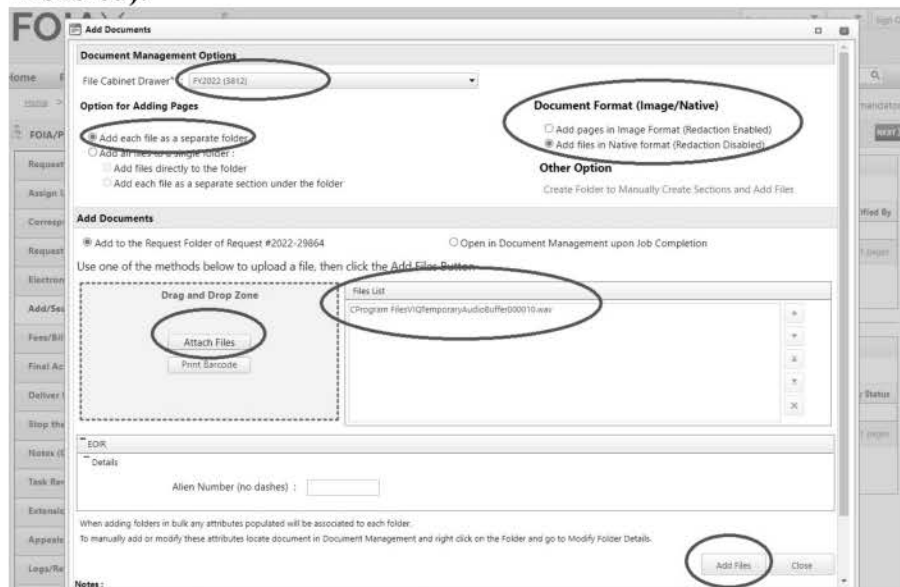 FOIAX
Add Documents
Document Management Options
File Cabinet Drawer* : FY2022 (3812)
Option for Adding Pages
Add each file as a separate folder
Add all files to a single folder :
Add files directly to the folder
Add each file as a separate section under the folder
Document Format (Image/Native)
Add pages in Image Format (Redaction Enabled)
Add files in Native format (Redaction Disabled)
Other Option
Create Folder to Manually Create Sections and Add Files
Add Documents
Add to the Request Folder of Request #2022-29864
Open in Document Management upon Job Completion
Use one of the methods below to upload a file, then click the Add Files Button
Drag and Drop Zone
Attach Files
Print Barcode
Files List
CProgram FilesVIQTemporaryAudioBuffer000010.wav
EOIR
Details
Alien Number (no dashes) :
When adding folders in bulk any attributes populated will be associated to each folder.
To manually add or modify these attributes locate document in Document Management and right click on the Folder and go to Modify Folder Details.
Add Files
Close
Notes :
Home
FOIA/P
Request
Assign
Corresp
Request
Electron
Add/Sea
Fees/Bil
Final Ac
Deliver
Stop the
Notes
Task Rev
Extensio
Appeals
Logs/Re
NEXT
Status